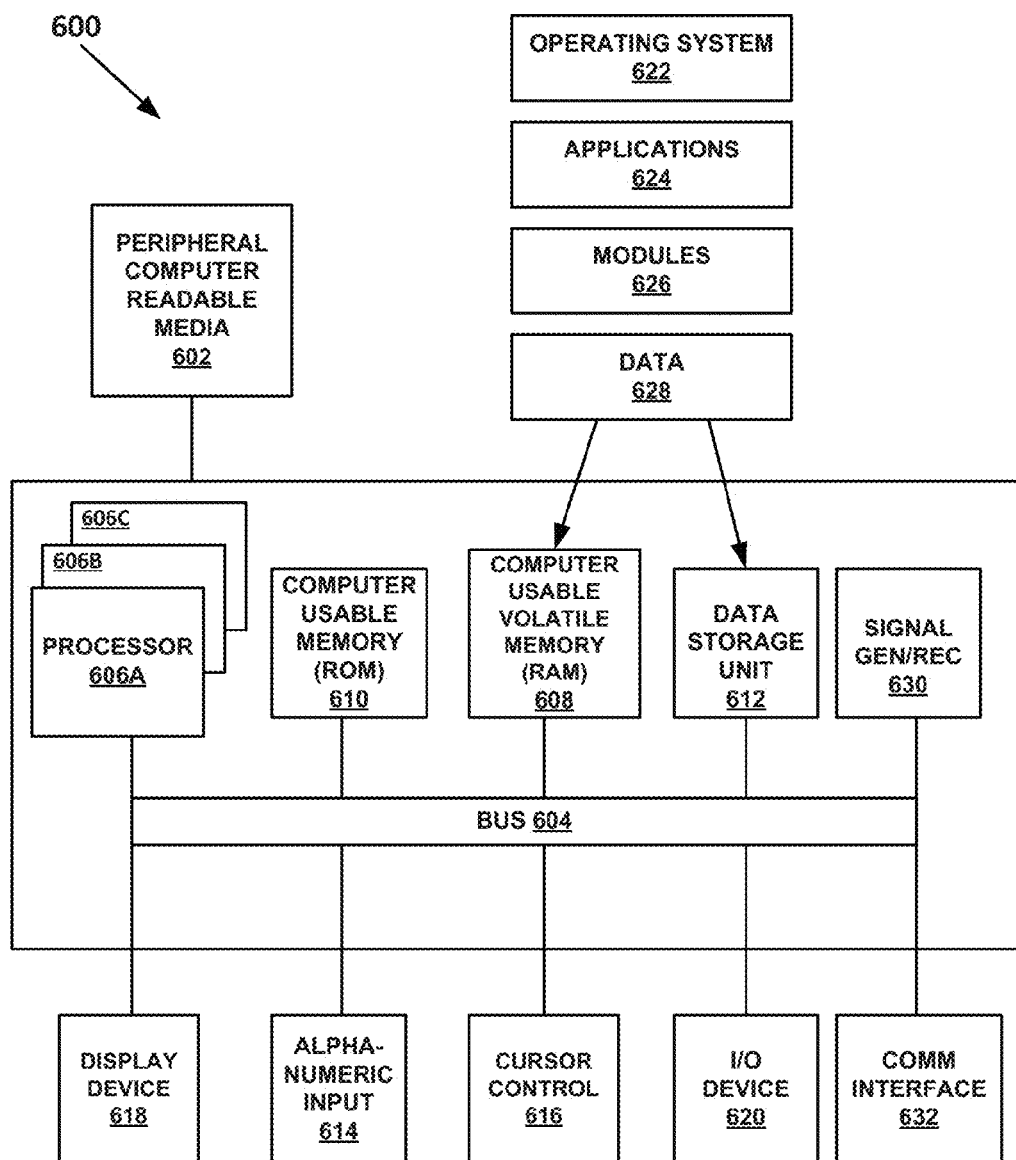 600
OPERATING SYSTEM
622
APPLICATIONS
624
MODULES
626
DATA
628
PERIPHERAL
COMPUTER
READABLE
MEDIA
602
606C
606B
PROCESSOR
606A
COMPUTER
USABLE
MEMORY
(ROM)
610
COMPUTER
USABLE
VOLATILE
MEMORY
(RAM)
608
DATA
STORAGE
UNIT
612
SIGNAL
GEN/REC
630
BUS 604
DISPLAY
DEVICE
618
ALPHA-
NUMERIC
INPUT
614
CURSOR
CONTROL
616
I/O
DEVICE
620
COMM
INTERFACE
632